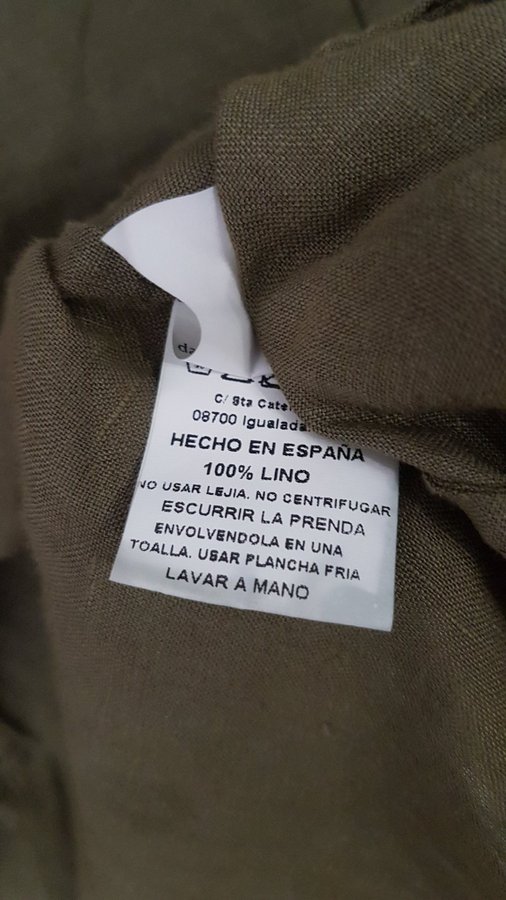 C/ Sta
08700 Igualada
HECHO EN ESPAÑA
100% LINO
NO USAR LEJIA. NO CENTRIFUGAR
ESCURRIR LA PRENDA
ENVOLVENDOLA EN UNA
TOALLA. USAR PLANCHA FRIA
LAVAR A MANO